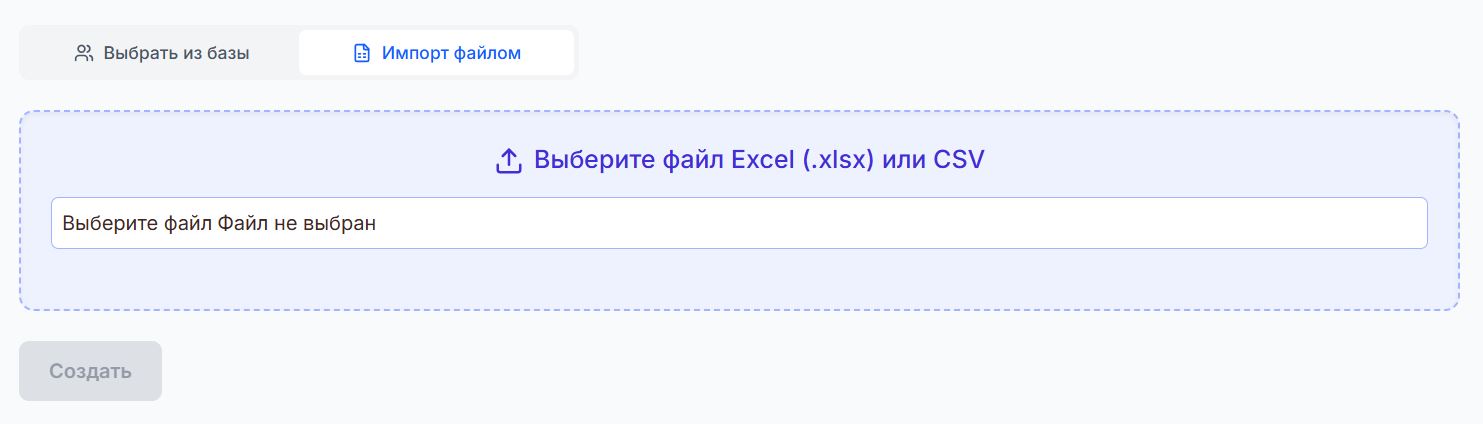 Выбрать из базы
Импорт файлом
Выберите файл Excel (.xlsx) или CSV
Выберите файл Файл не выбран
Создать